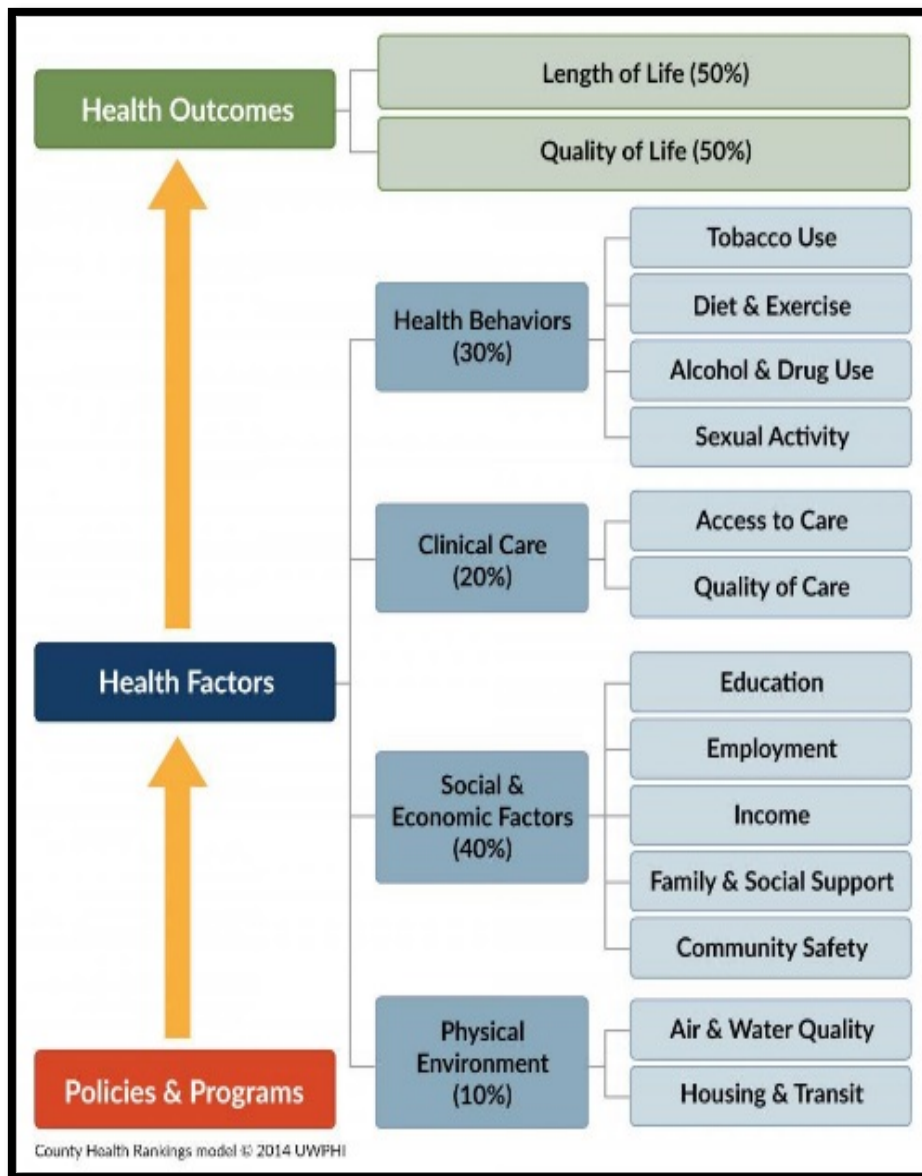 Health Outcomes
Length of Life (50%)
Quality of Life (50%)
Health Factors
Health Behaviors
(30%)
Tobacco Use
Diet & Exercise
Alcohol & Drug Use
Sexual Activity
Clinical Care
(20%)
Access to Care
Quality of Care
Social &
Economic Factors
(40%)
Education
Employment
Income
Family & Social Support
Community Safety
Physical
Environment
(10%)
Air & Water Quality
Housing & Transit
Policies & Programs
County Health Rankings model © 2014 UWPHI